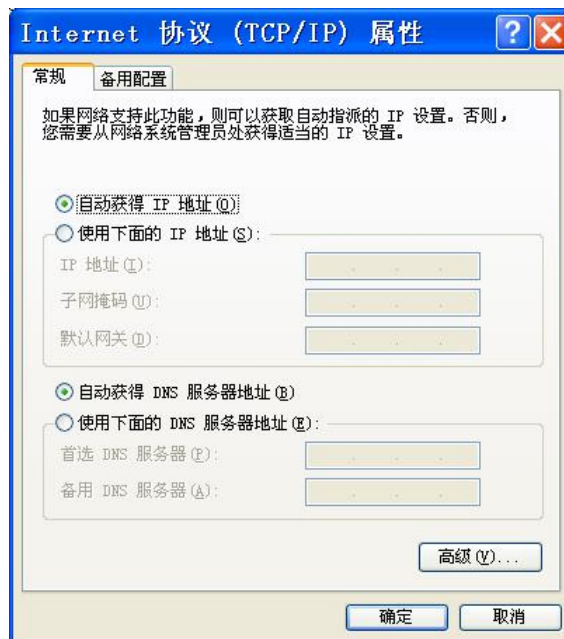 Internet 协议 (TCP/IP) 属性
常规 备用配置
如果网络支持此功能，则可以获取自动指派的 IP 设置。否则，
您需要从网络系统管理员处获得适当的 IP 设置。
自动获得 IP 地址(O)
使用下面的 IP 地址(S):
IP 地址(I):
子网掩码(U):
默认网关(D):
自动获得 DNS 服务器地址(B)
使用下面的 DNS 服务器地址(E):
首选 DNS 服务器(P):
备用 DNS 服务器(A):
高级(V)...
确定 取消